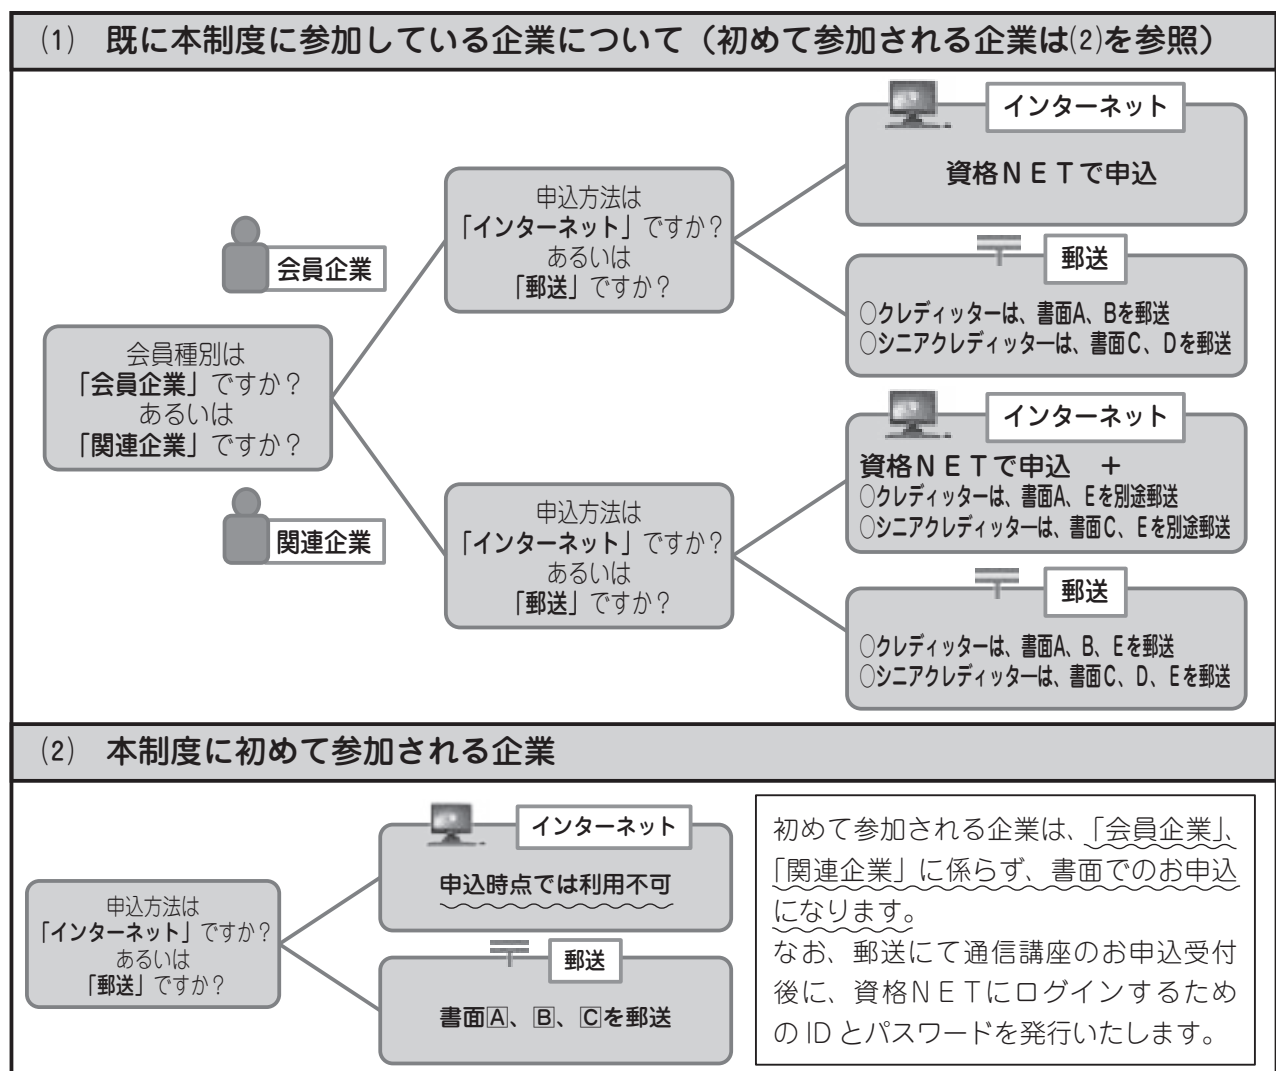 (1) 既に本制度に参加している企業について（初めて参加される企業は(2)を参照）
会員種別は
「会員企業」ですか？
あるいは
「関連企業」ですか？
会員企業
申込方法は
「インターネット」ですか？
あるいは
「郵送」ですか？
インターネット
資格ＮＥＴで申込
郵送
○クレディッターは、書面A、Bを郵送
○シニアクレディッターは、書面C、Dを郵送
関連企業
申込方法は
「インターネット」ですか？
あるいは
「郵送」ですか？
インターネット
資格ＮＥＴで申込　＋
○クレディッターは、書面A、Eを別途郵送
○シニアクレディッターは、書面C、Eを別途郵送
郵送
○クレディッターは、書面A、B、Eを郵送
○シニアクレディッターは、書面C、D、Eを郵送
(2) 本制度に初めて参加される企業
申込方法は
「インターネット」ですか？
あるいは
「郵送」ですか？
インターネット
申込時点では利用不可
郵送
書面A、B、Cを郵送
初めて参加される企業は、「会員企業」、
「関連企業」に係らず、書面でのお申込
になります。
なお、郵送にて通信講座のお申込受付
後に、資格NETにログインするため
のIDとパスワードを発行いたします。